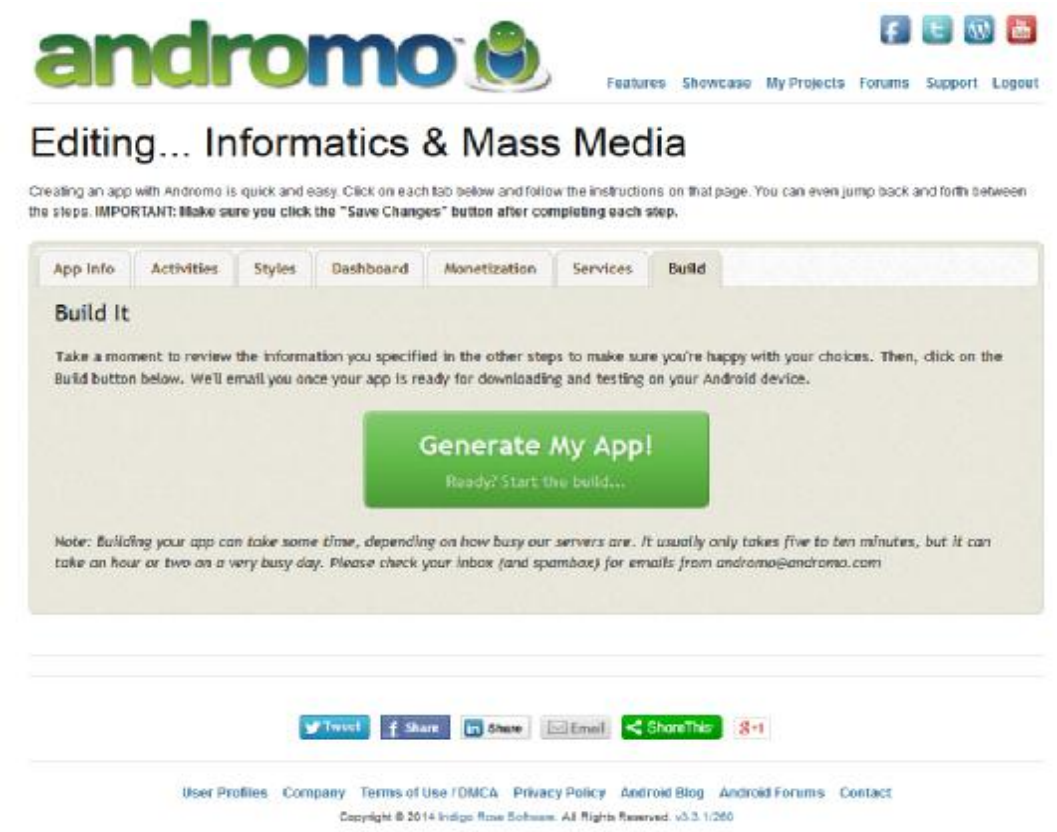 andromo
Features Showcase My Projects Forums Support Logout
Editing... Informatics & Mass Media
Creating an app with Andromo is quick and easy. Click on each tab below and follow the instructions on that page. You can even jump back and forth between
the steps. IMPORTANT: Make sure you click the "Save Changes" button after completing each step.
App Info Activities Styles Dashboard Monetization Services Build
Build It
Take a moment to review the information you specified in the other steps to make sure you're happy with your choices. Then, click on the
Build button below. We'll email you once your app is ready for downloading and testing on your Android device.
Generate My App!
Ready? Start the build...
Note: Building your app can take some time, depending on how busy our servers are. It usually only takes five to ten minutes, but it can
take an hour or two on a very busy day. Please check your inbox (and spambox) for emails from andromo@andromo.com
Tweet Share Share Email ShareThis +1
User Profiles Company Terms of Use / DMCA Privacy Policy Android Blog Android Forums Contact
Copyright © 2014 Indigo Rose Software. All Rights Reserved. v3.3.1/260